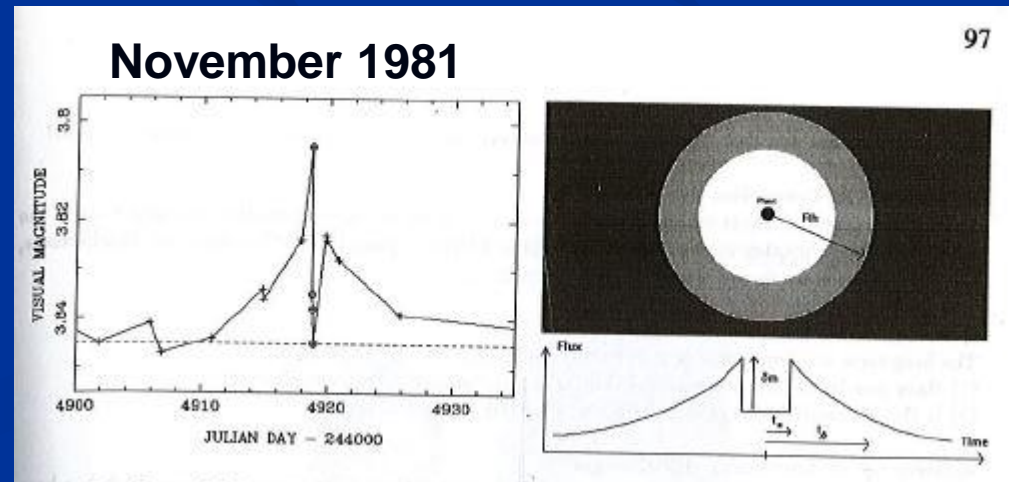 97
November 1981
3.8
3.82
3.84
VISUAL MAGNITUDE
4900
4910
4920
4930
JULIAN DAY - 244000
Planet
Rh
Flux
δm
Time